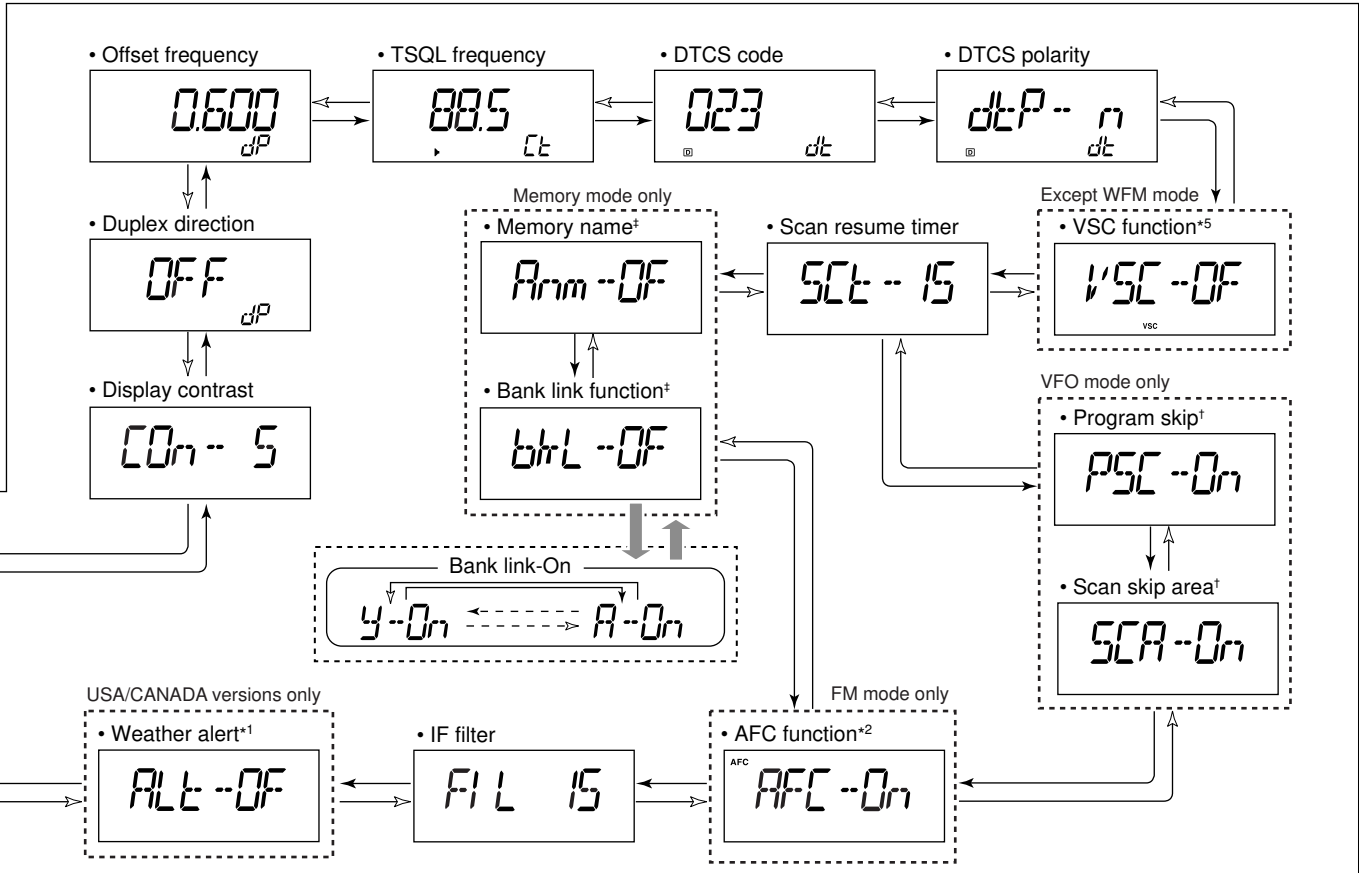 • Offset frequency
0.600
dP
• TSQL frequency
88.5
Ct
• DTCS code
023
D
dt
• DTCS polarity
dtP- n
D
dt
• Duplex direction
OFF
dP
Memory mode only
• Memory name‡
Anm -OF
• Scan resume timer
SCt - 15
Except WFM mode
• VSC function*5
VSC -OF
VSC
• Display contrast
COn - 5
• Bank link function‡
bkL -OF
VFO mode only
• Program skip†
PSC -On
Bank link-On
Y-On
A-On
• Scan skip area†
SCA -On
USA/CANADA versions only
• Weather alert*1
ALt -OF
• IF filter
FI L 15
FM mode only
• AFC function*2
AFC
AFC -On